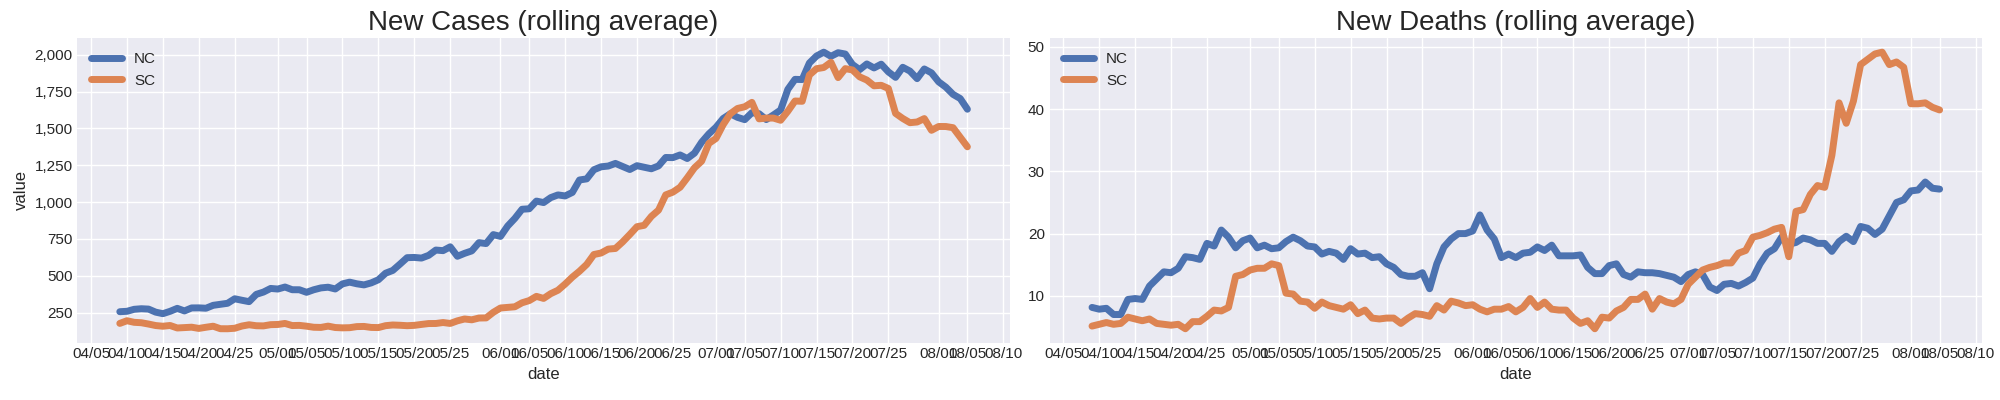 New Cases (rolling average)
2,000
1,750
1,500
1,250
1,000
750
500
250
value
NC
SC
04/05 04/10 04/15 04/20 04/25 05/01 05/05 05/10 05/15 05/20 05/25 06/01 06/05 06/10 06/15 06/20 06/25 07/01 07/05 07/10 07/15 07/20 07/25 08/01 08/05 08/10
date
New Deaths (rolling average)
50
40
30
20
10
NC
SC
04/05 04/10 04/15 04/20 04/25 05/01 05/05 05/10 05/15 05/20 05/25 06/01 06/05 06/10 06/15 06/20 06/25 07/01 07/05 07/10 07/15 07/20 07/25 08/01 08/05 08/10
date